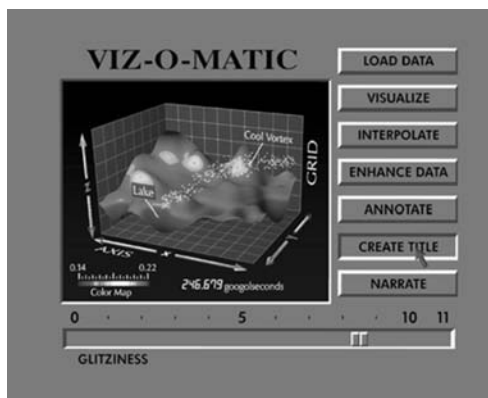 VIZ-O-MATIC
LOAD DATA
VISUALIZE
INTERPOLATE
ENHANCE DATA
ANNOTATE
CREATE TITLE
NARRATE
Cool Vortex
GRID
Lake
Z
Y
AXIS
X
0.14 0.22
Color Map
246.679 googolseconds
0 5 10 11
GLITZINESS